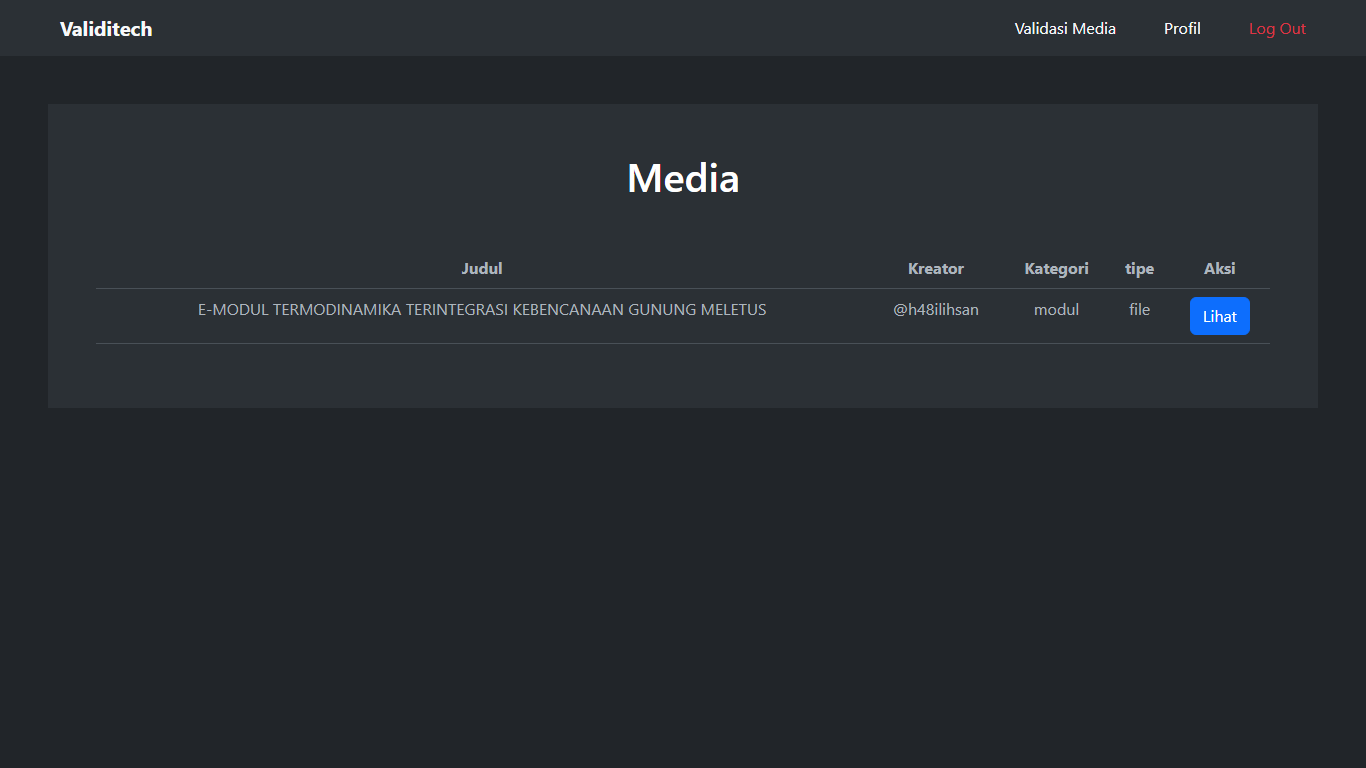 Validitech Validasi Media Profil Log Out
Media
Judul Kreator Kategori tipe Aksi
E-MODUL TERMODINAMIKA TERINTEGRASI KEBENCANAAN GUNUNG MELETUS @h48ilihsan modul file Lihat